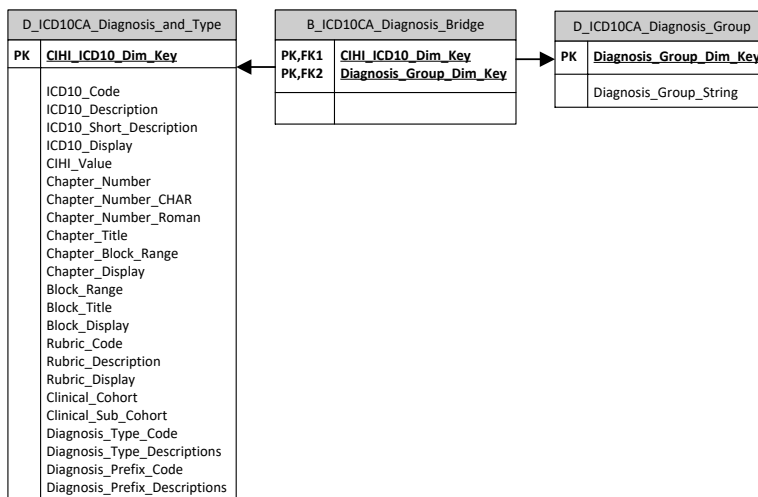 D_ICD10CA_Diagnosis_and_Type
PK CIHI_ICD10_Dim_Key
ICD10_Code
ICD10_Description
ICD10_Short_Description
ICD10_Display
CIHI_Value
Chapter_Number
Chapter_Number_CHAR
Chapter_Number_Roman
Chapter_Title
Chapter_Block_Range
Chapter_Display
Block_Range
Block_Title
Block_Display
Rubric_Code
Rubric_Description
Rubric_Display
Clinical_Cohort
Clinical_Sub_Cohort
Diagnosis_Type_Code
Diagnosis_Type_Descriptions
Diagnosis_Prefix_Code
Diagnosis_Prefix_Descriptions
B_ICD10CA_Diagnosis_Bridge
PK,FK1 CIHI_ICD10_Dim_Key
PK,FK2 Diagnosis_Group_Dim_Key
D_ICD10CA_Diagnosis_Group
PK Diagnosis_Group_Dim_Key
Diagnosis_Group_String